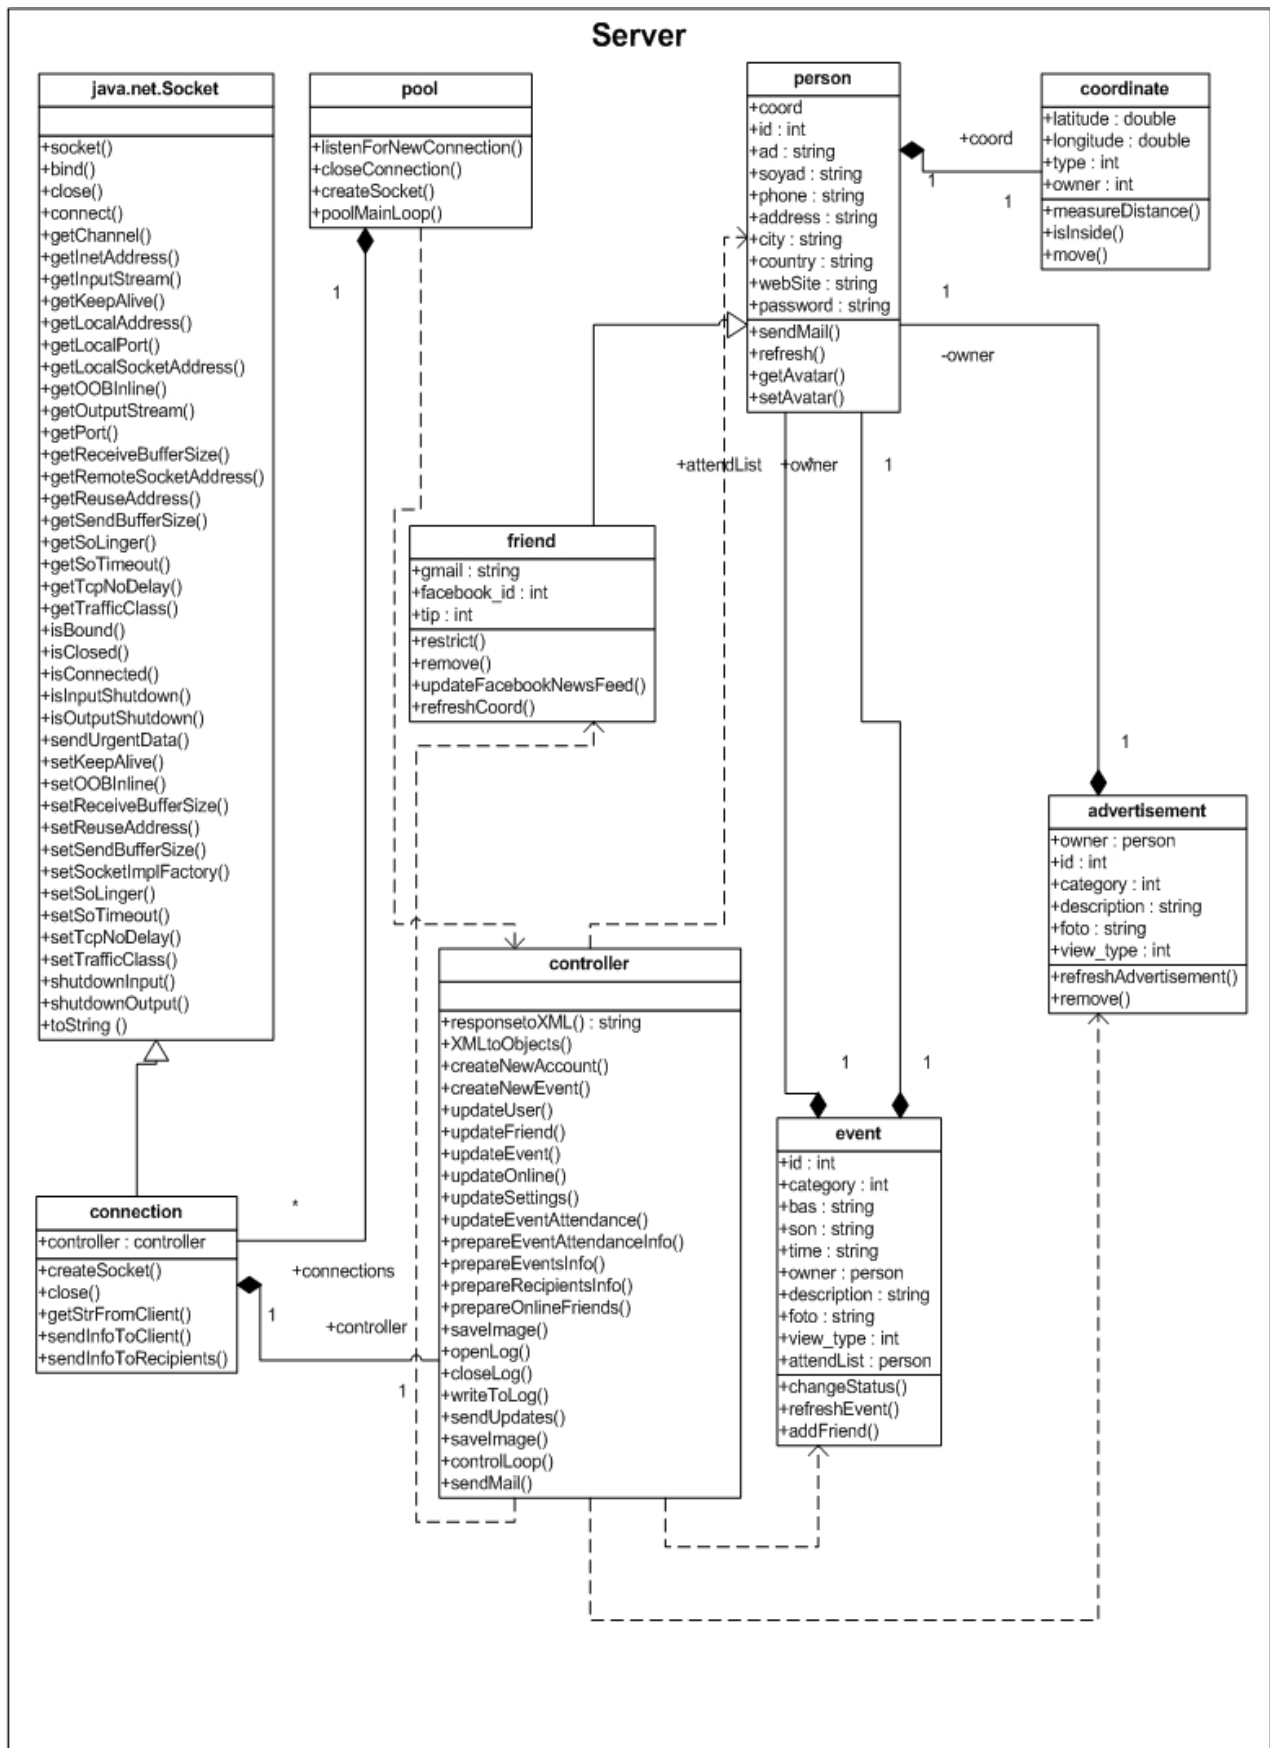 Server
java.net.Socket
+socket()
+bind()
+close()
+connect()
+getChannel()
+getInetAddress()
+getInputStream()
+getKeepAlive()
+getLocalAddress()
+getLocalPort()
+getLocalSocketAddress()
+getOOBInline()
+getOutputStream()
+getPort()
+getReceiveBufferSize()
+getRemoteSocketAddress()
+getReuseAddress()
+getSendBufferSize()
+getSoLinger()
+getSoTimeout()
+getTcpNoDelay()
+getTrafficClass()
+isBound()
+isClosed()
+isConnected()
+isInputShutdown()
+isOutputShutdown()
+sendUrgentData()
+setKeepAlive()
+setOOBInline()
+setReceiveBufferSize()
+setReuseAddress()
+setSendBufferSize()
+setSocketImplFactory()
+setSoLinger()
+setSoTimeout()
+setTcpNoDelay()
+setTrafficClass()
+shutdownInput()
+shutdownOutput()
+toString ()
pool
+listenForNewConnection()
+closeConnection()
+createSocket()
+poolMainLoop()
1
person
+coord
+id : int
+ad : string
+soyad : string
+phone : string
+address : string
+city : string
+country : string
+webSite : string
+password : string
+sendMail()
+refresh()
+getAvatar()
+setAvatar()
+coord
1
1
coordinate
+latitude : double
+longitude : double
+type : int
+owner : int
+measureDistance()
+isInside()
+move()
1
-owner
+attendList
+owner
*
1
friend
+gmail : string
+facebook_id : int
+tip : int
+restrict()
+remove()
+updateFacebookNewsFeed()
+refreshCoord()
1
advertisement
+owner : person
+id : int
+category : int
+description : string
+foto : string
+view_type : int
+refreshAdvertisement()
+remove()
controller
+responsetoXML() : string
+XMLtoObjects()
+createNewAccount()
+createNewEvent()
+updateUser()
+updateFriend()
+updateEvent()
+updateOnline()
+updateSettings()
+updateEventAttendance()
+prepareEventAttendanceInfo()
+prepareEventsInfo()
+prepareRecipientsInfo()
+prepareOnlineFriends()
+saveImage()
+openLog()
+closeLog()
+writeToLog()
+sendUpdates()
+saveImage()
+controlLoop()
+sendMail()
1
1
event
+id : int
+category : int
+bas : string
+son : string
+time : string
+owner : person
+description : string
+foto : string
+view_type : int
+attendList : person
+changeStatus()
+refreshEvent()
+addFriend()
connection
+controller : controller
+createSocket()
+close()
+getStrFromClient()
+sendInfoToClient()
+sendInfoToRecipients()
*
+connections
1
+controller
1